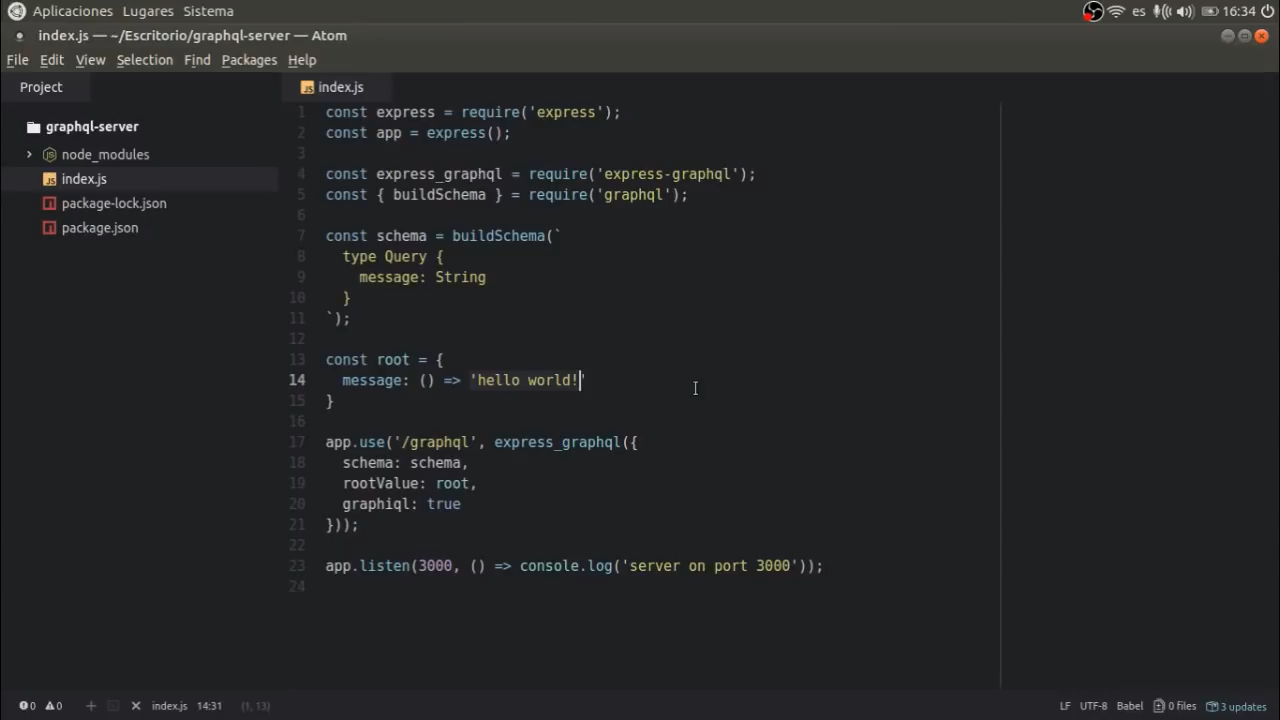 Aplicaciones Lugares Sistema es 16:34
index.js — ~/Escritorio/graphql-server — Atom
File Edit View Selection Find Packages Help
Project
graphql-server
node_modules
index.js
package-lock.json
package.json
index.js
1 const express = require('express');
2 const app = express();
3
4 const express_graphql = require('express-graphql');
5 const { buildSchema } = require('graphql');
6
7 const schema = buildSchema(`
8 type Query {
9 message: String
10 }
11 `);
12
13 const root = {
14 message: () => 'hello world!'
15 }
16
17 app.use('/graphql', express_graphql({
18 schema: schema,
19 rootValue: root,
20 graphiql: true
21 }));
22
23 app.listen(3000, () => console.log('server on port 3000'));
24
0 0 index.js 14:31 (1, 13) LF UTF-8 Babel 0 files 3 updates